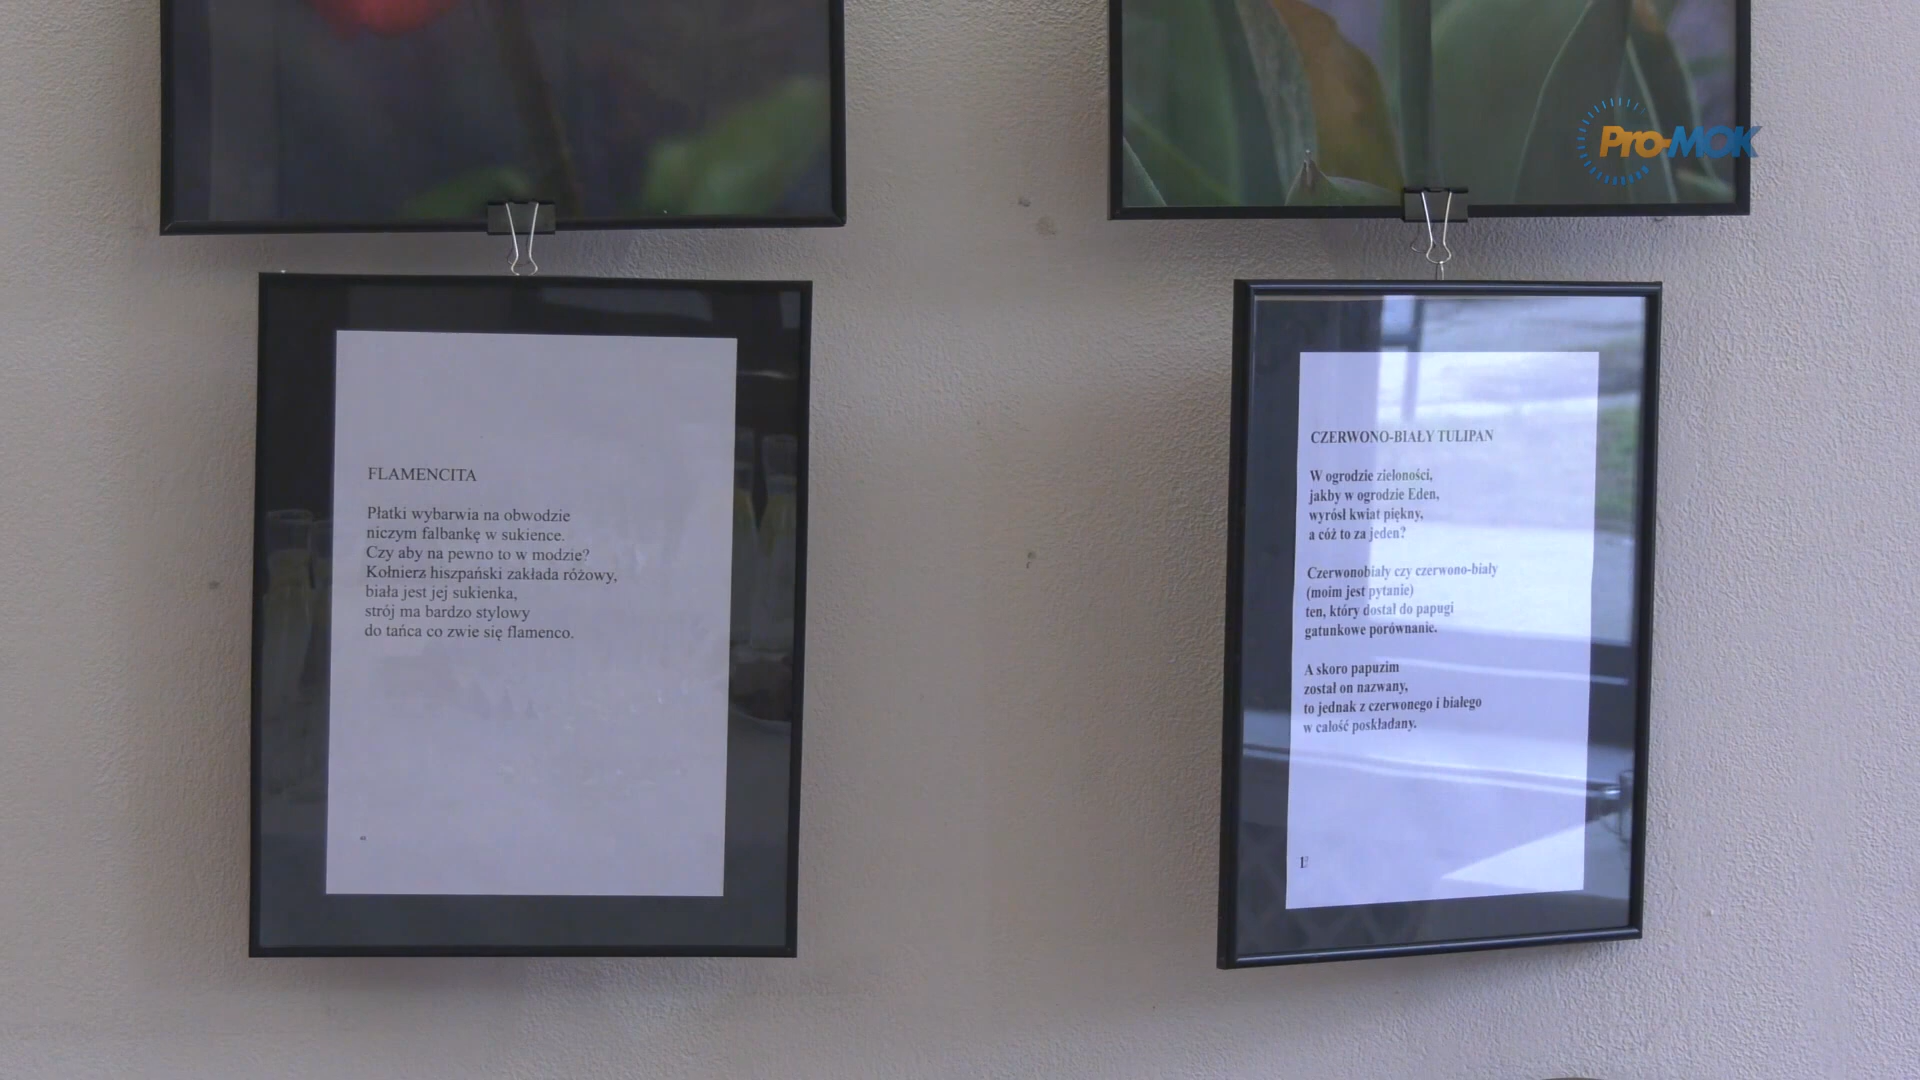 Pro-MOK
FLAMENCITA
Płatki wybarwia na obwodzie
niczym falbankę w sukience.
Czy aby na pewno to w modzie?
Kołnierz hiszpański zakłada różowy,
biała jest jej sukienka,
strój ma bardzo stylowy
do tańca co zwie się flamenco.
CZERWONO-BIAŁY TULIPAN
W ogrodzie zieloności,
jakby w ogrodzie Eden,
wyrósł kwiat piękny,
a cóż to za jeden?
Czerwonobiały czy czerwono-biały
(moim jest pytanie)
ten, który dostał do papugi
gatunkowe porównanie.
A skoro papuzim
został on nazwany,
to jednak z czerwonego i białego
w całość poskładany.